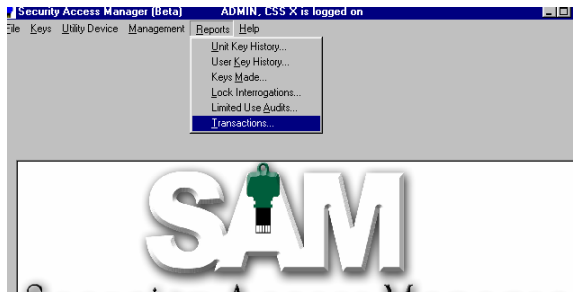 Security Access Manager (Beta) ADMIN, CSS X is logged on
File Keys Utility Device Management Reports Help
Unit Key History...
User Key History...
Keys Made...
Lock Interrogations...
Limited Use Audits...
Transactions...
SAM